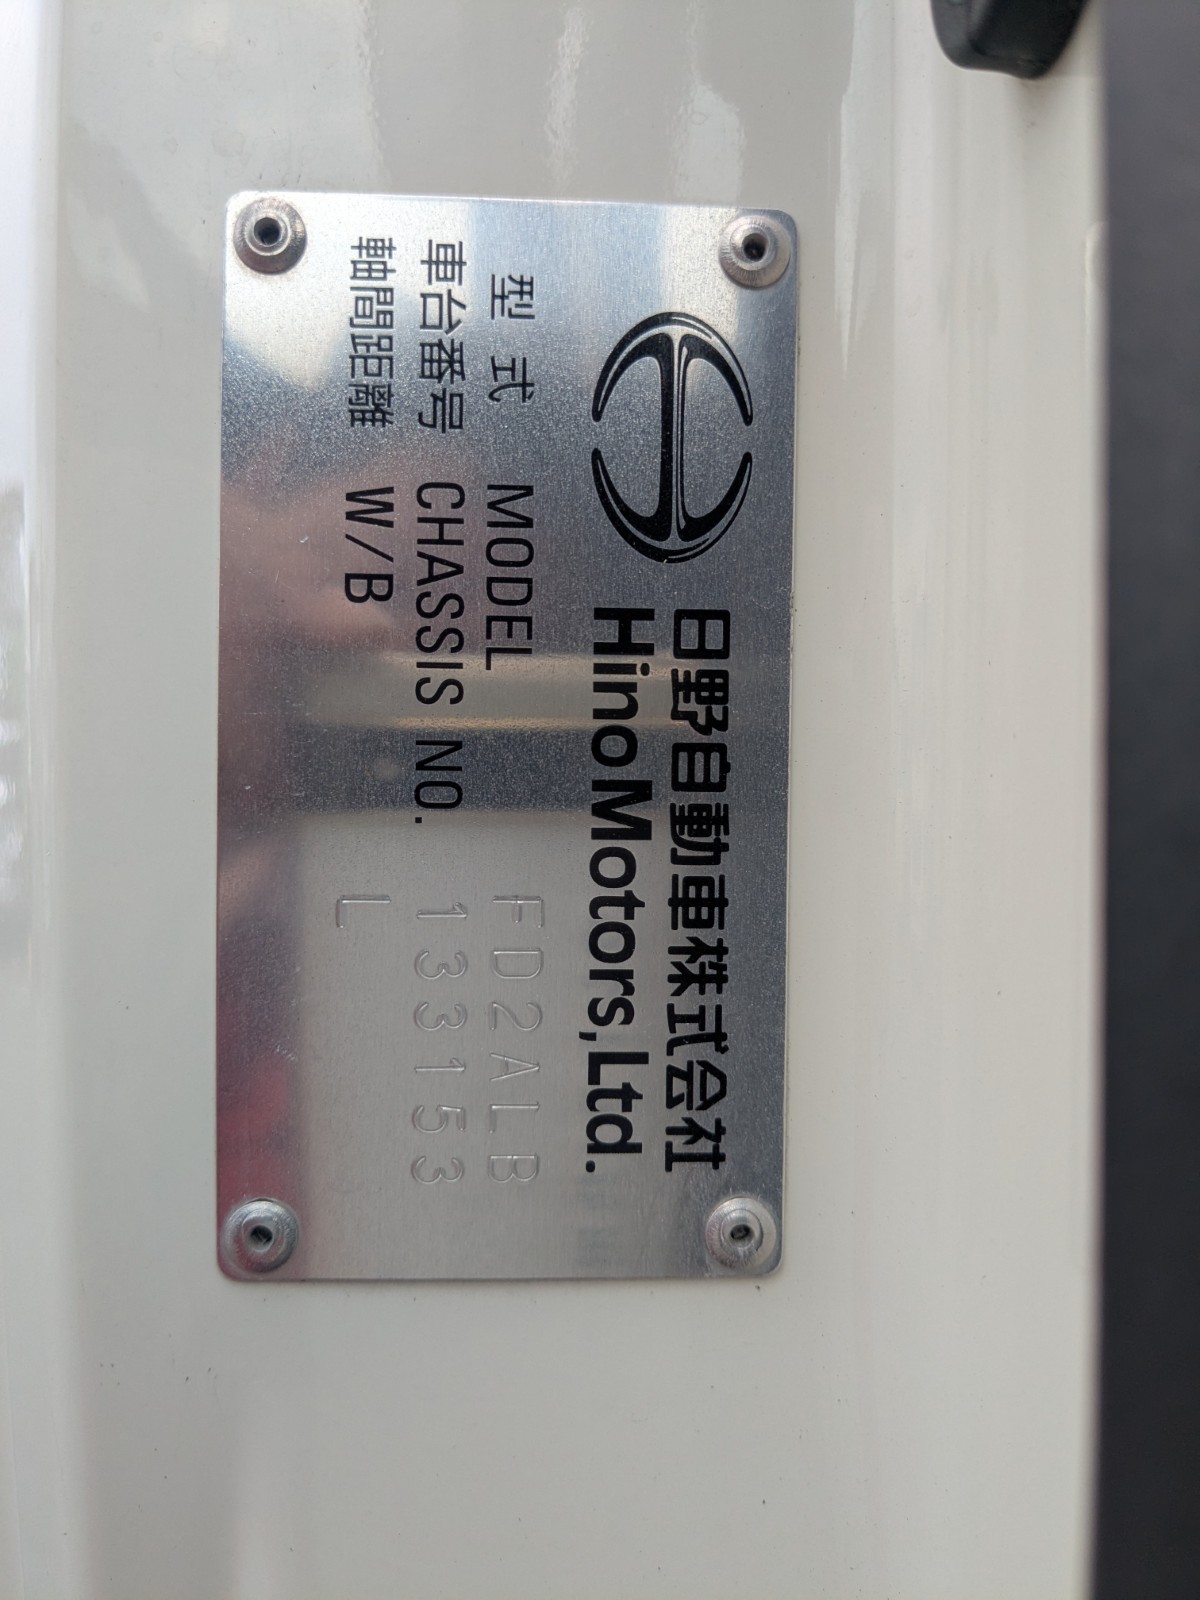 日野自動車株式会社
Hino Motors, Ltd.
型式 MODEL FD2ALB
車台番号 CHASSIS NO. 133153
軸間距離 W/B L